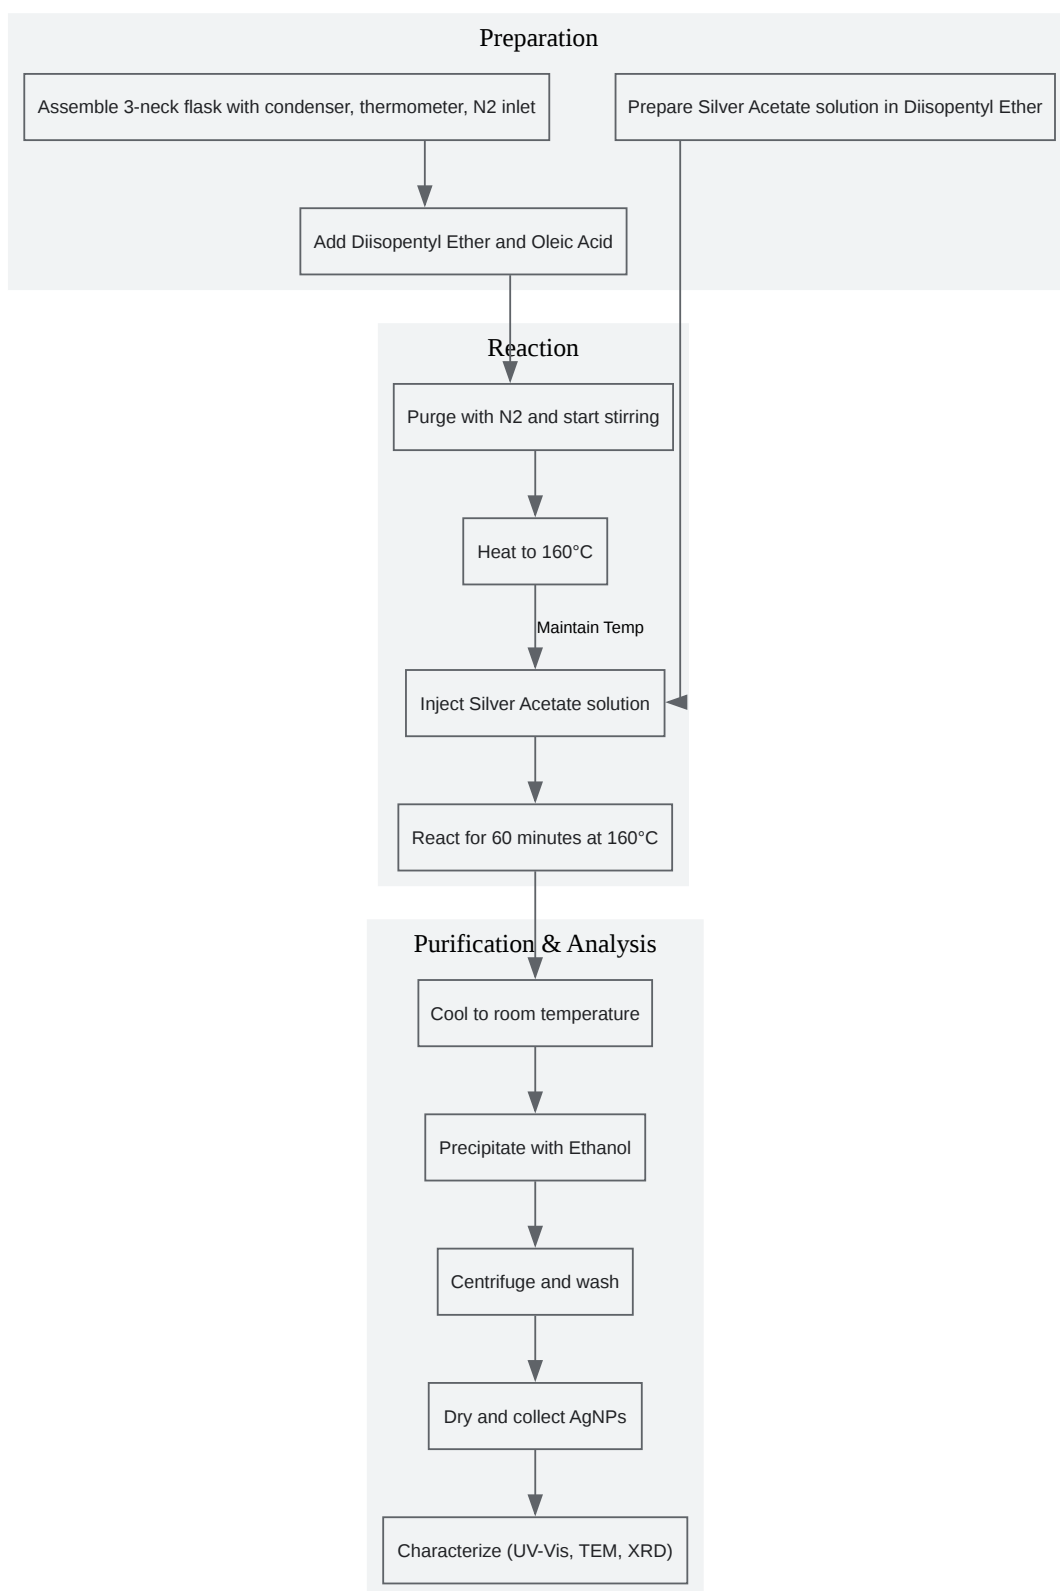 Preparation
Assemble 3-neck flask with condenser, thermometer, N2 inlet
Prepare Silver Acetate solution in Diisopentyl Ether
Add Diisopentyl Ether and Oleic Acid
Reaction
Purge with N2 and start stirring
Heat to 160°C
Maintain Temp
Inject Silver Acetate solution
React for 60 minutes at 160°C
Purification & Analysis
Cool to room temperature
Precipitate with Ethanol
Centrifuge and wash
Dry and collect AgNPs
Characterize (UV-Vis, TEM, XRD)